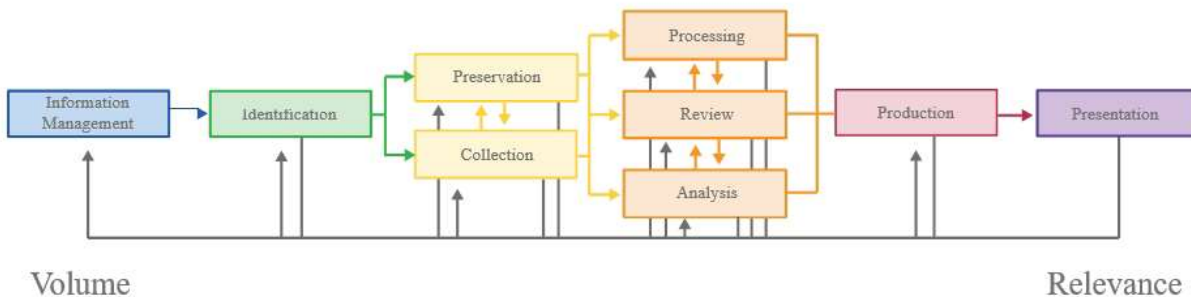 Information
Management
Identification
Preservation
Collection
Processing
Review
Analysis
Production
Presentation
Volume
Relevance